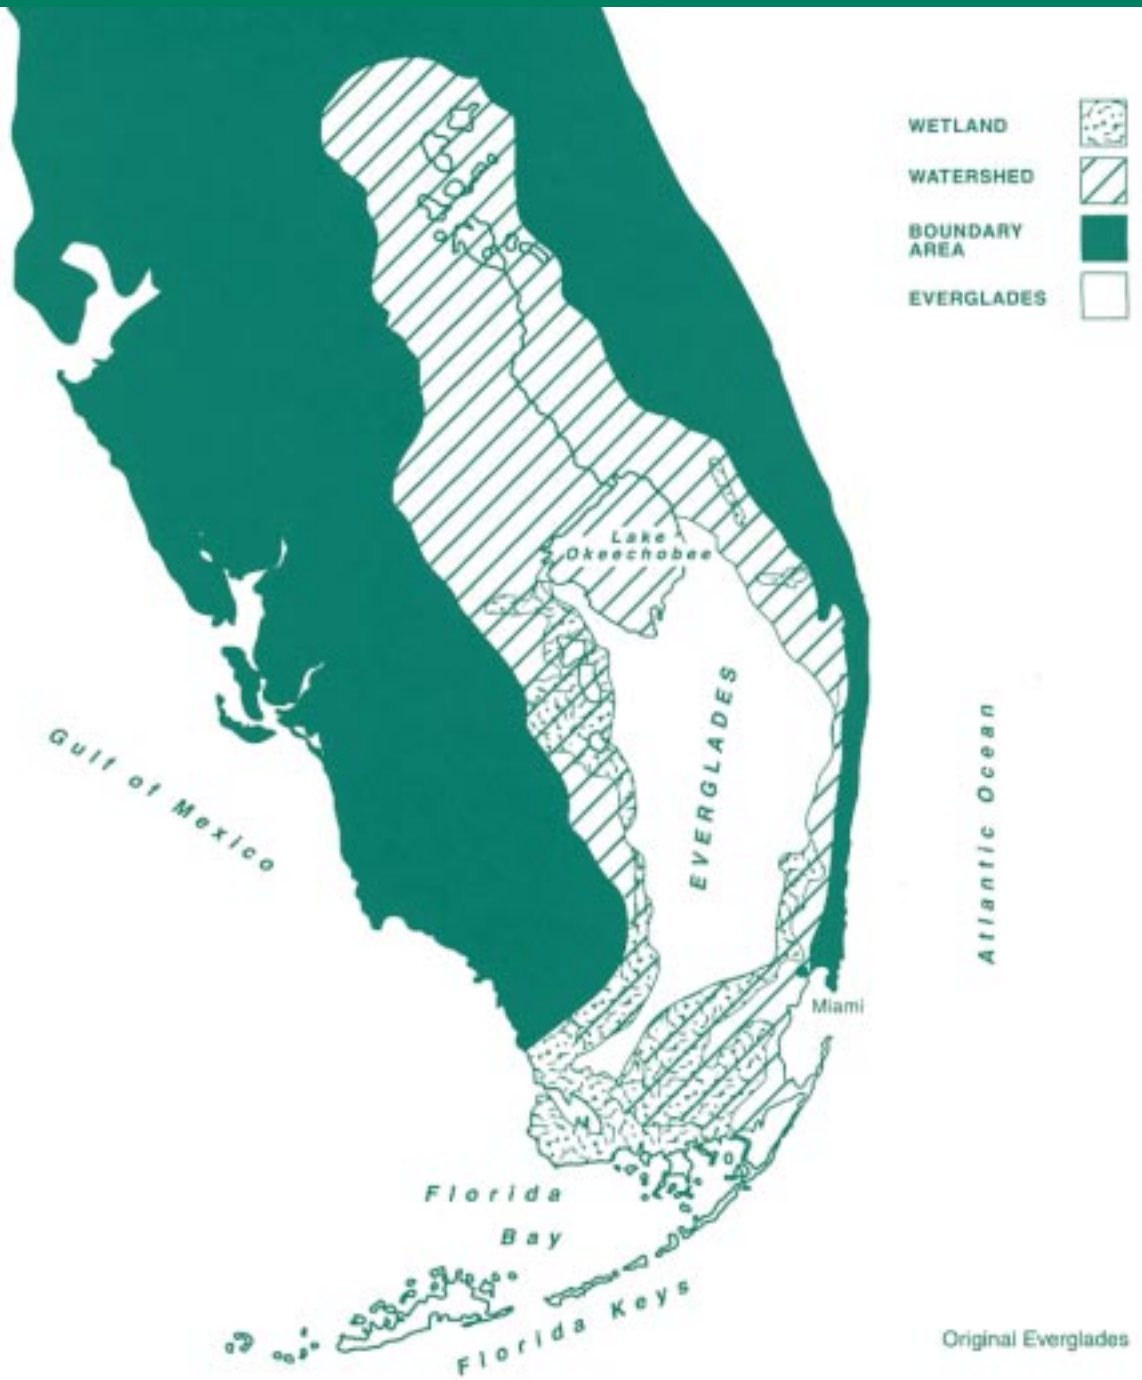 WETLAND
WATERSHED
BOUNDARY
AREA
EVERGLADES
Lake
Okeechobee
EVERGLADES
Gulf of Mexico
Atlantic Ocean
Miami
Florida
Bay
Florida Keys
Original Everglades